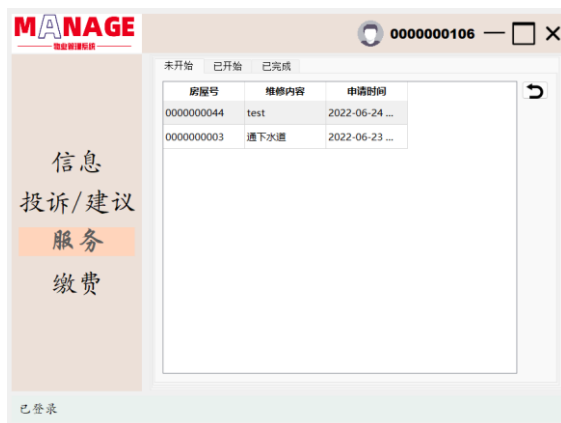 MANAGE
物业管理系统
0000000106
未开始 已开始 已完成
房屋号 维修内容 申请时间
0000000044 test 2022-06-24 ...
0000000003 通下水道 2022-06-23 ...
信息
投诉/建议
服务
缴费
已登录